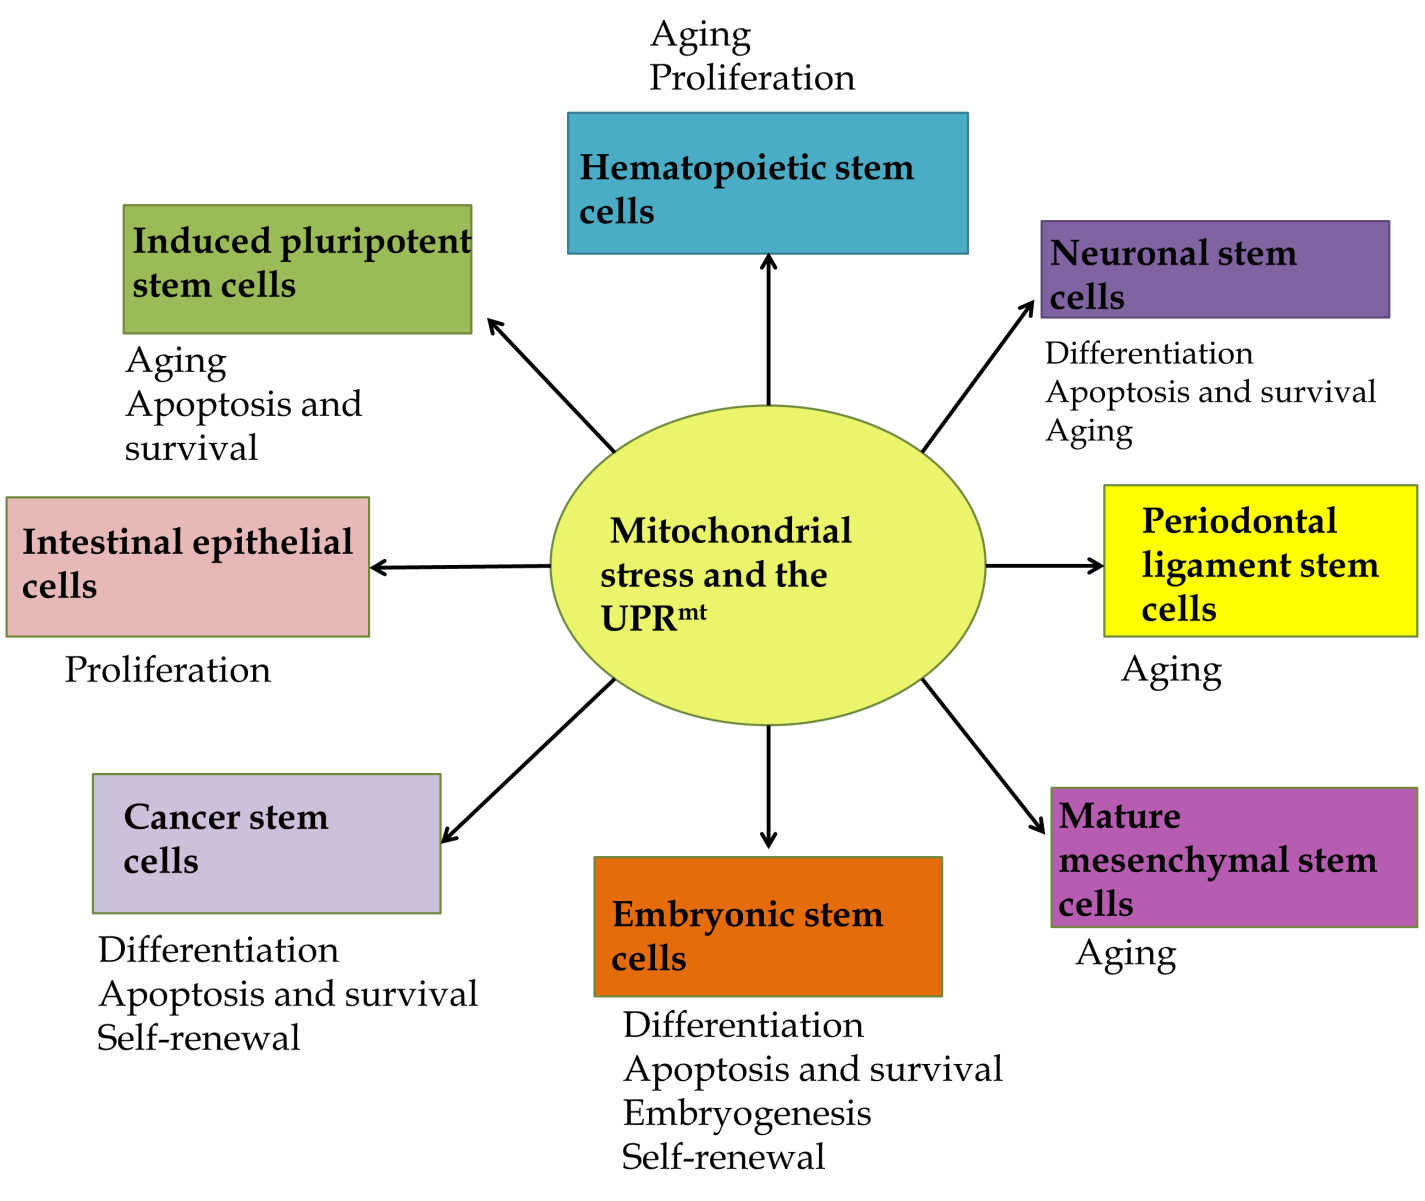 Aging
Proliferation
Hematopoietic stem
cells
Induced pluripotent
stem cells
Aging
Apoptosis and
survival
Neuronal stem
cells
Differentiation
Apoptosis and survival
Aging
Intestinal epithelial
cells
Proliferation
Mitochondrial
stress and the
UPRᵐᵗ
Periodontal
ligament stem
cells
Aging
Cancer stem
cells
Differentiation
Apoptosis and survival
Self-renewal
Embryonic stem
cells
Differentiation
Apoptosis and survival
Embryogenesis
Self-renewal
Mature
mesenchymal stem
cells
Aging